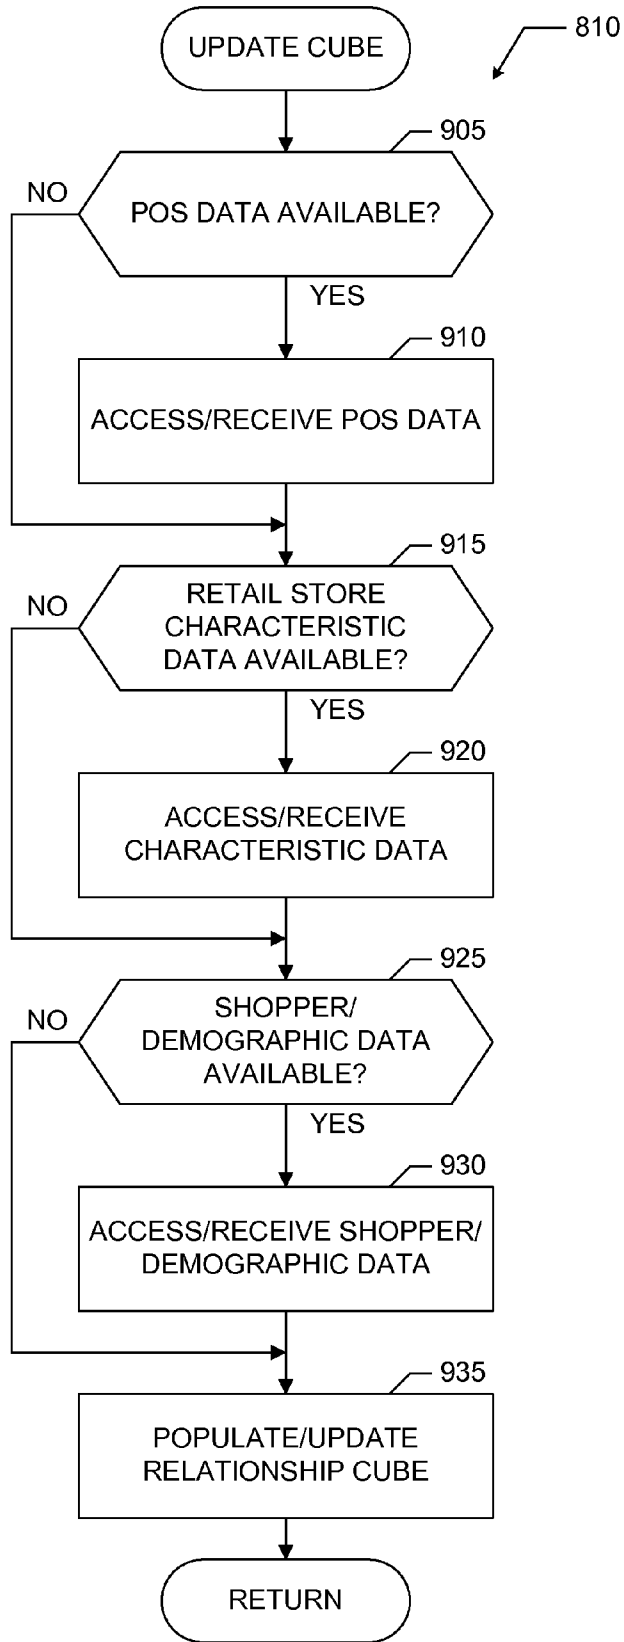 UPDATE CUBE
810
905
NO
POS DATA AVAILABLE?
YES
910
ACCESS/RECEIVE POS DATA
915
NO
RETAIL STORE
CHARACTERISTIC
DATA AVAILABLE?
YES
920
ACCESS/RECEIVE
CHARACTERISTIC DATA
925
NO
SHOPPER/
DEMOGRAPHIC DATA
AVAILABLE?
YES
930
ACCESS/RECEIVE SHOPPER/
DEMOGRAPHIC DATA
935
POPULATE/UPDATE
RELATIONSHIP CUBE
RETURN